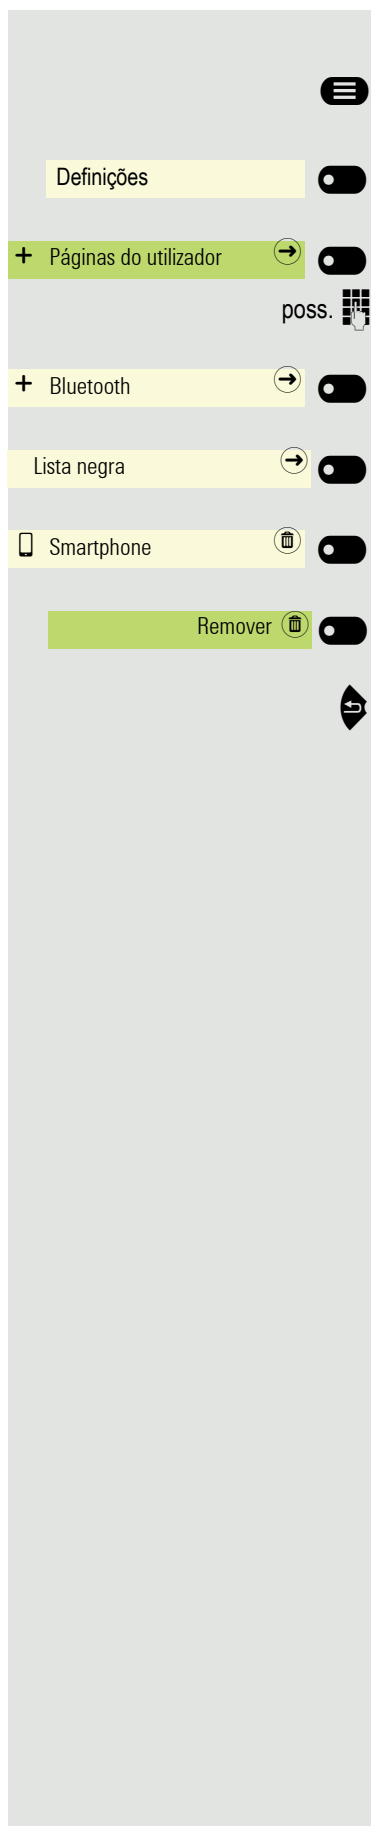 Definições
+ Páginas do utilizador
poss.
+ Bluetooth
Lista negra
Smartphone
Remover